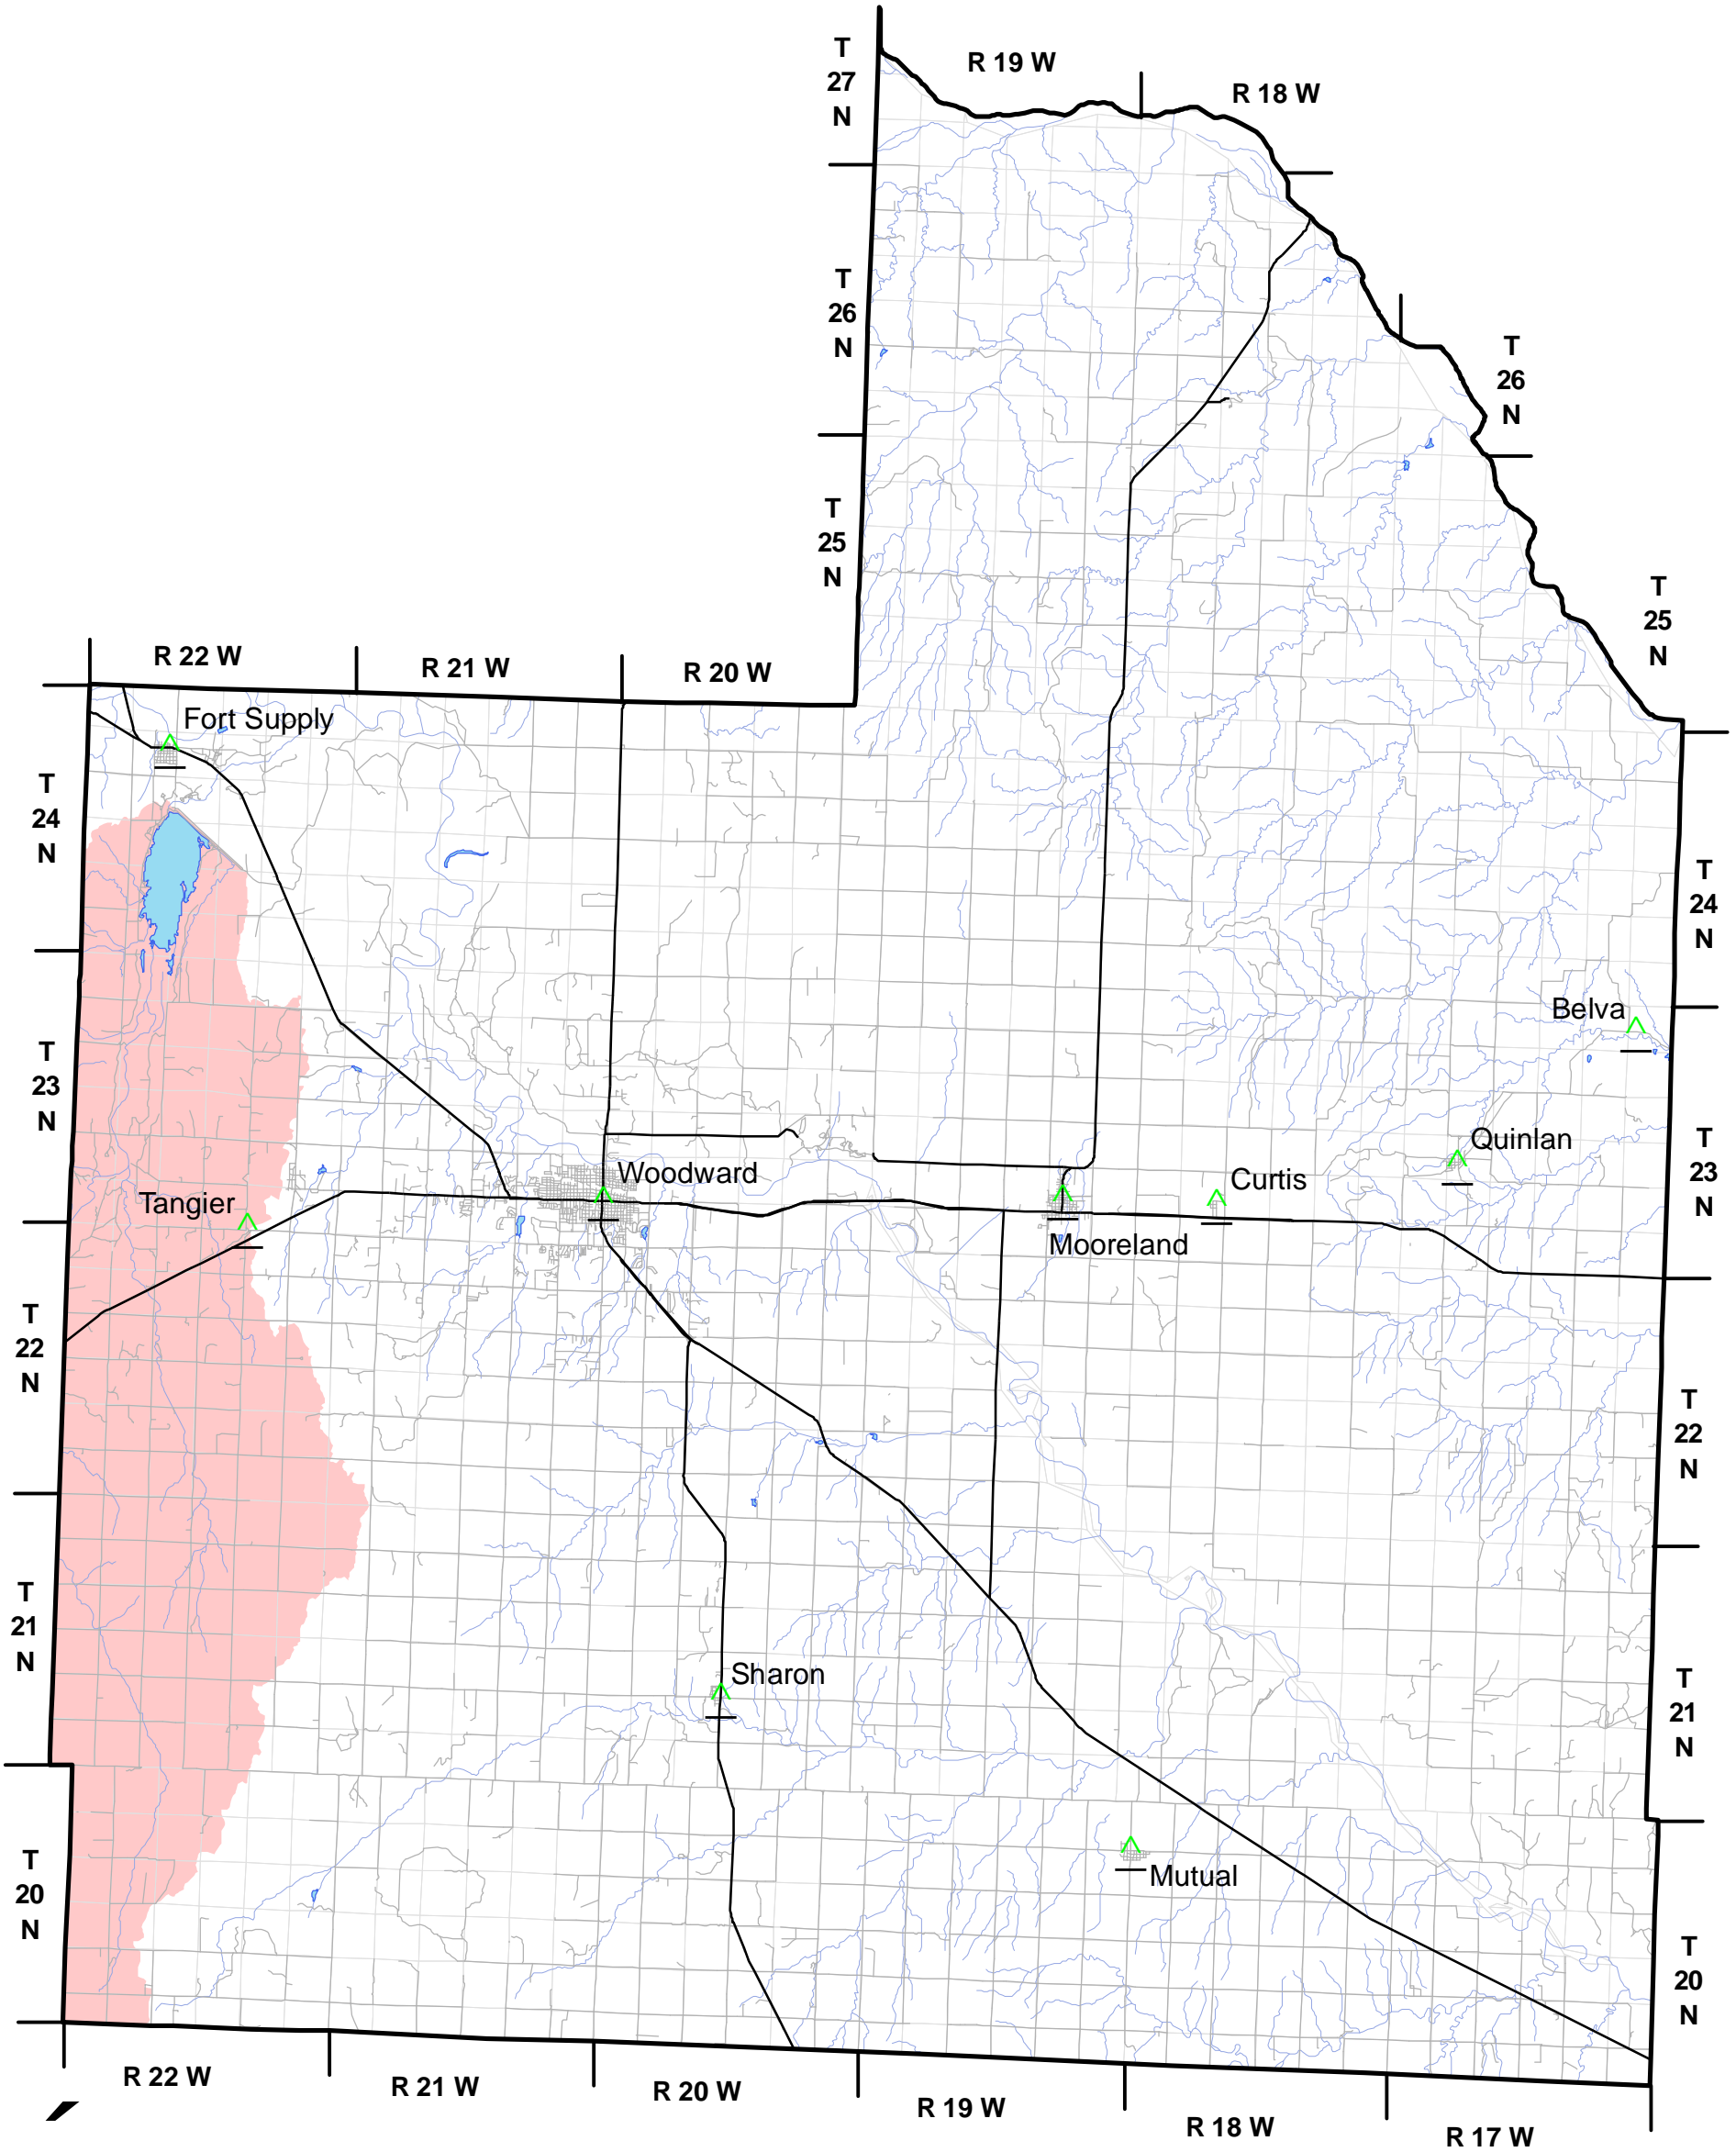 T
27
N
R 19 W
R 18 W
T
26
N
T
26
N
T
25
N
T
25
N
R 22 W
R 21 W
R 20 W
Fort Supply
T
24
N
T
24
N
Belva
T
23
N
T
23
N
Quinlan
Woodward
Curtis
Tangier
Mooreland
T
22
N
T
22
N
T
21
N
Sharon
T
21
N
T
20
N
Mutual
T
20
N
R 22 W
R 21 W
R 20 W
R 19 W
R 18 W
R 17 W